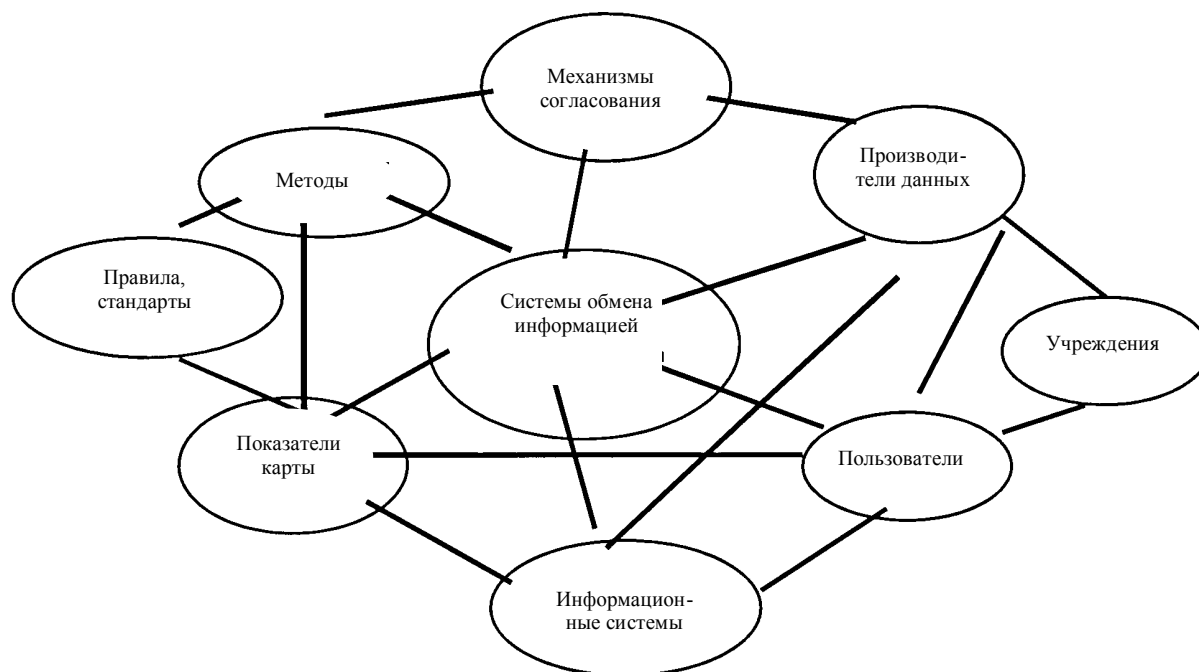 Механизмы
согласования
Производи-
тели данных
Методы
Правила,
стандарты
Системы обмена
информацией
Учреждения
Показатели
карты
Пользователи
Информацион-
ные системы